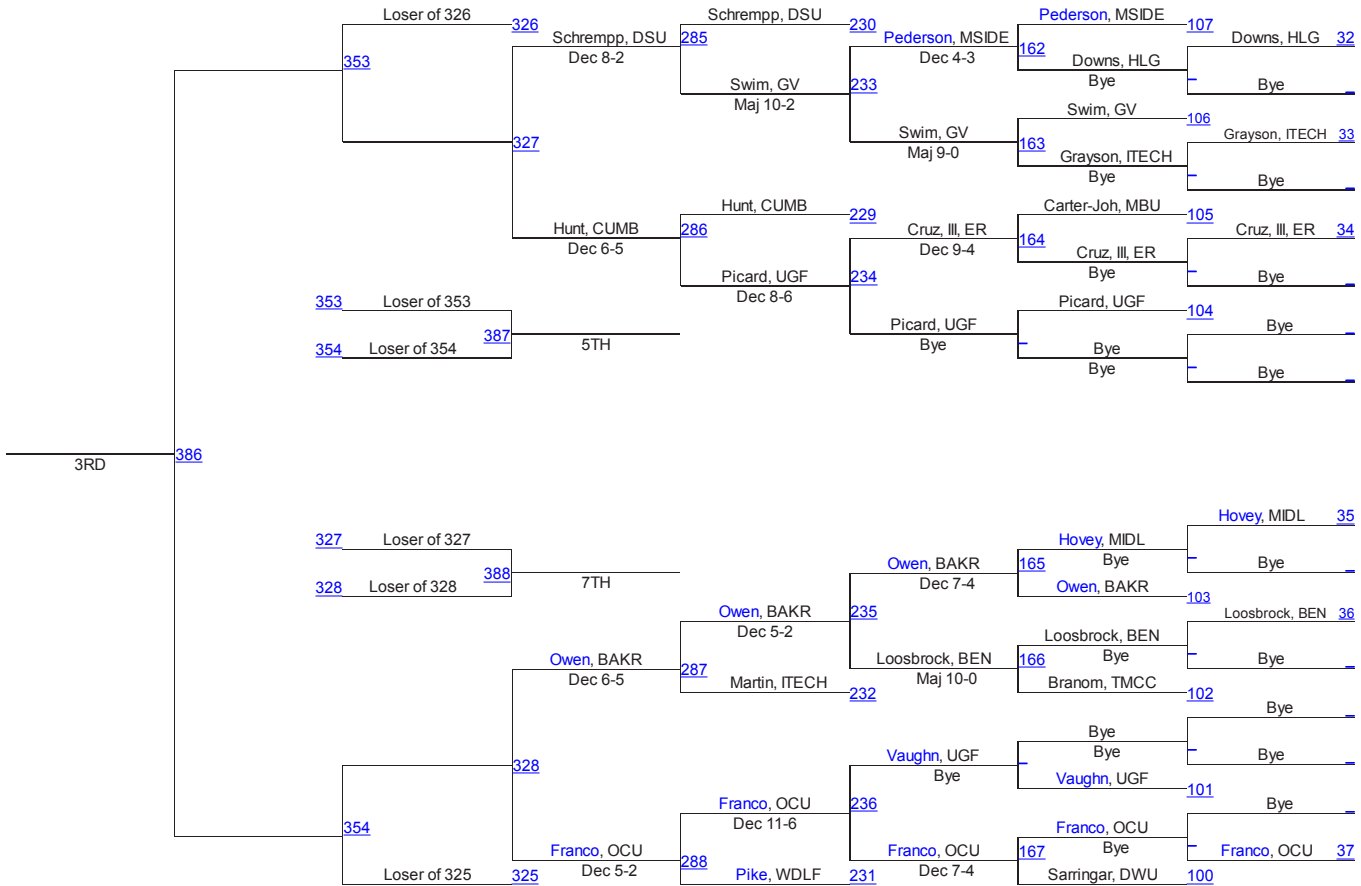 Loser of 326 326
353
327
Schrempp, DSU
Dec 8-2
285
Hunt, CUMB
Dec 6-5
286
Schrempp, DSU 230
Swim, GV
Maj 10-2
233
Hunt, CUMB 229
Picard, UGF
Dec 8-6
234
Pederson, MSIDE
Dec 4-3
162
Swim, GV
Maj 9-0
163
Cruz, III, ER
Dec 9-4
164
Picard, UGF
Bye
Pederson, MSIDE 107
Downs, HLG
Bye
Swim, GV 106
Grayson, ITECH
Bye
Carter-Joh, MBU 105
Cruz, III, ER
Bye
Picard, UGF 104
Bye
Bye
Downs, HLG 32
Bye
Grayson, ITECH 33
Bye
Cruz, III, ER 34
Bye
Bye
Bye
353 Loser of 353
354 Loser of 354
387
5TH
386
3RD
327 Loser of 327
328 Loser of 328
388
7TH
354
328
Loser of 325 325
Owen, BAKR
Dec 6-5
287
Franco, OCU
Dec 5-2
288
Owen, BAKR
Dec 5-2
235
Martin, ITECH 232
Franco, OCU
Dec 11-6
236
Pike, WDLF 231
Owen, BAKR
Dec 7-4
165
Loosbrock, BEN
Maj 10-0
166
Vaughn, UGF
Bye
Franco, OCU
Dec 7-4
167
Hovey, MIDL
Bye
Owen, BAKR 103
Loosbrock, BEN
Bye
Branom, TMCC 102
Bye
Bye
Vaughn, UGF 101
Franco, OCU
Bye
Sarringar, DWU 100
Hovey, MIDL 35
Bye
Loosbrock, BEN 36
Bye
Bye
Bye
Bye
Franco, OCU 37